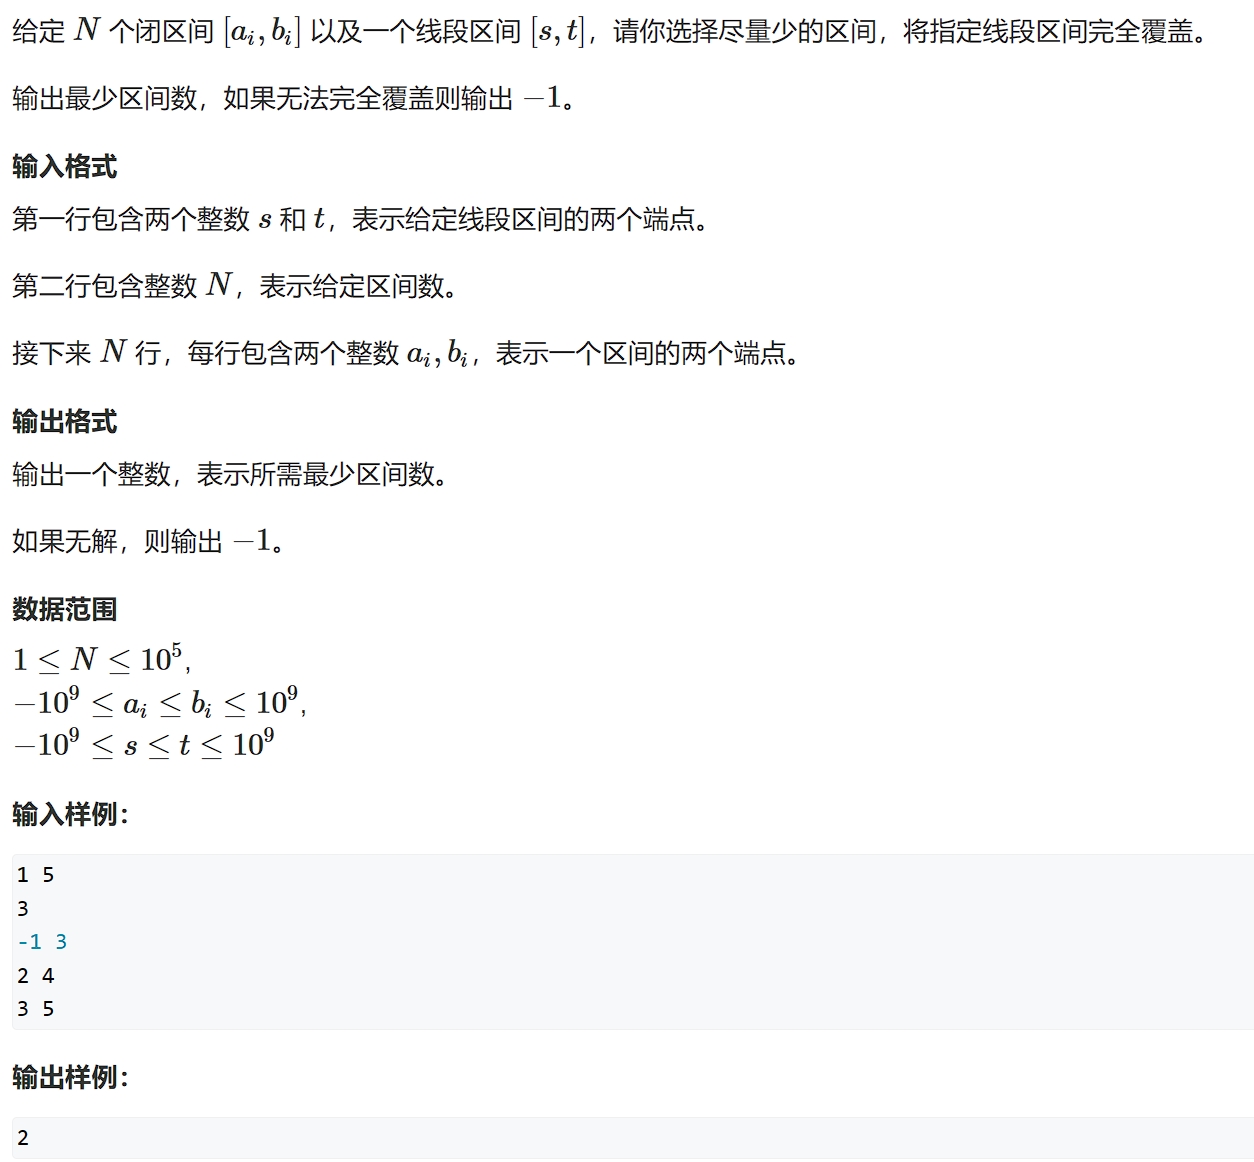 给定 N 个闭区间 [a_i, b_i] 以及一个线段区间 [s, t]，请你选择尽量少的区间，将指定线段区间完全覆盖。
输出最少区间数，如果无法完全覆盖则输出 −1。
输入格式
第一行包含两个整数 s 和 t，表示给定线段区间的两个端点。
第二行包含整数 N，表示给定区间数。
接下来 N 行，每行包含两个整数 a_i, b_i，表示一个区间的两个端点。
输出格式
输出一个整数，表示所需最少区间数。
如果无解，则输出 −1。
数据范围
1 ≤ N ≤ 10^5,
−10^9 ≤ a_i ≤ b_i ≤ 10^9,
−10^9 ≤ s ≤ t ≤ 10^9
输入样例：
1 5
3
-1 3
2 4
3 5
输出样例：
2